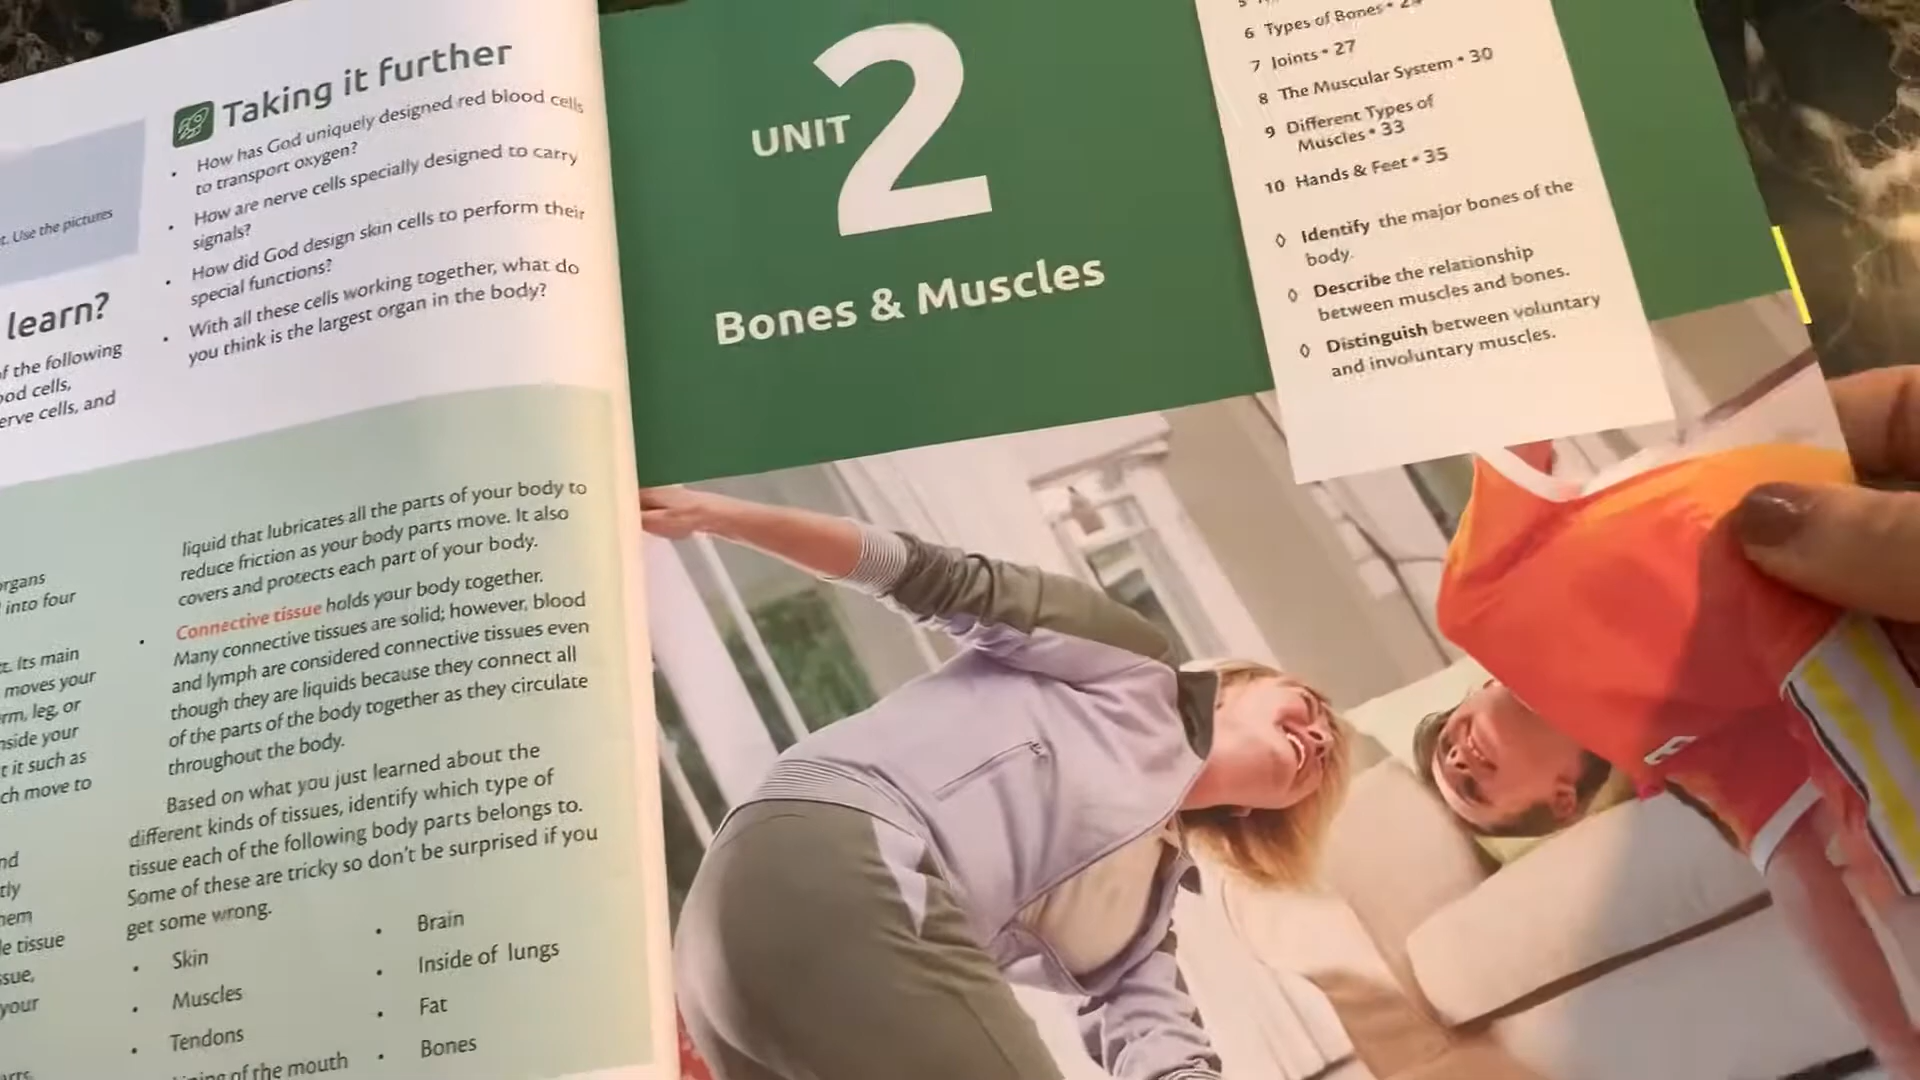 t. Use the pictures
learn?
of the following
cells,
nerve cells, and
Taking it further
• How has God uniquely designed red blood cells
to transport oxygen?
• How are nerve cells specially designed to carry
signals?
• How did God design skin cells to perform their
special functions?
• With all these cells working together, what do
you think is the largest organ in the body?
organs
into four
Its main
moves your
leg, or
your
it such as
move to
tissue
your
liquid that lubricates all the parts of your body to
reduce friction as your body parts move. It also
covers and protects each part of your body.
• Connective tissue holds your body together.
Many connective tissues are solid; however, blood
and lymph are considered connective tissues even
though they are liquids because they connect all
of the parts of the body together as they circulate
throughout the body.
Based on what you just learned about the
different kinds of tissues, identify which type of
tissue each of the following body parts belongs to.
Some of these are tricky so don't be surprised if you
get some wrong.
• Skin
• Muscles
• Tendons
of the mouth
• Brain
• Inside of lungs
• Fat
• Bones
UNIT 2
Bones & Muscles
6 Types of Bones •
7 Joints • 27
8 The Muscular System • 30
9 Different Types of
Muscles • 33
10 Hands & Feet • 35
◊ Identify the major bones of the
body.
◊ Describe the relationship
between muscles and bones.
◊ Distinguish between voluntary
and involuntary muscles.